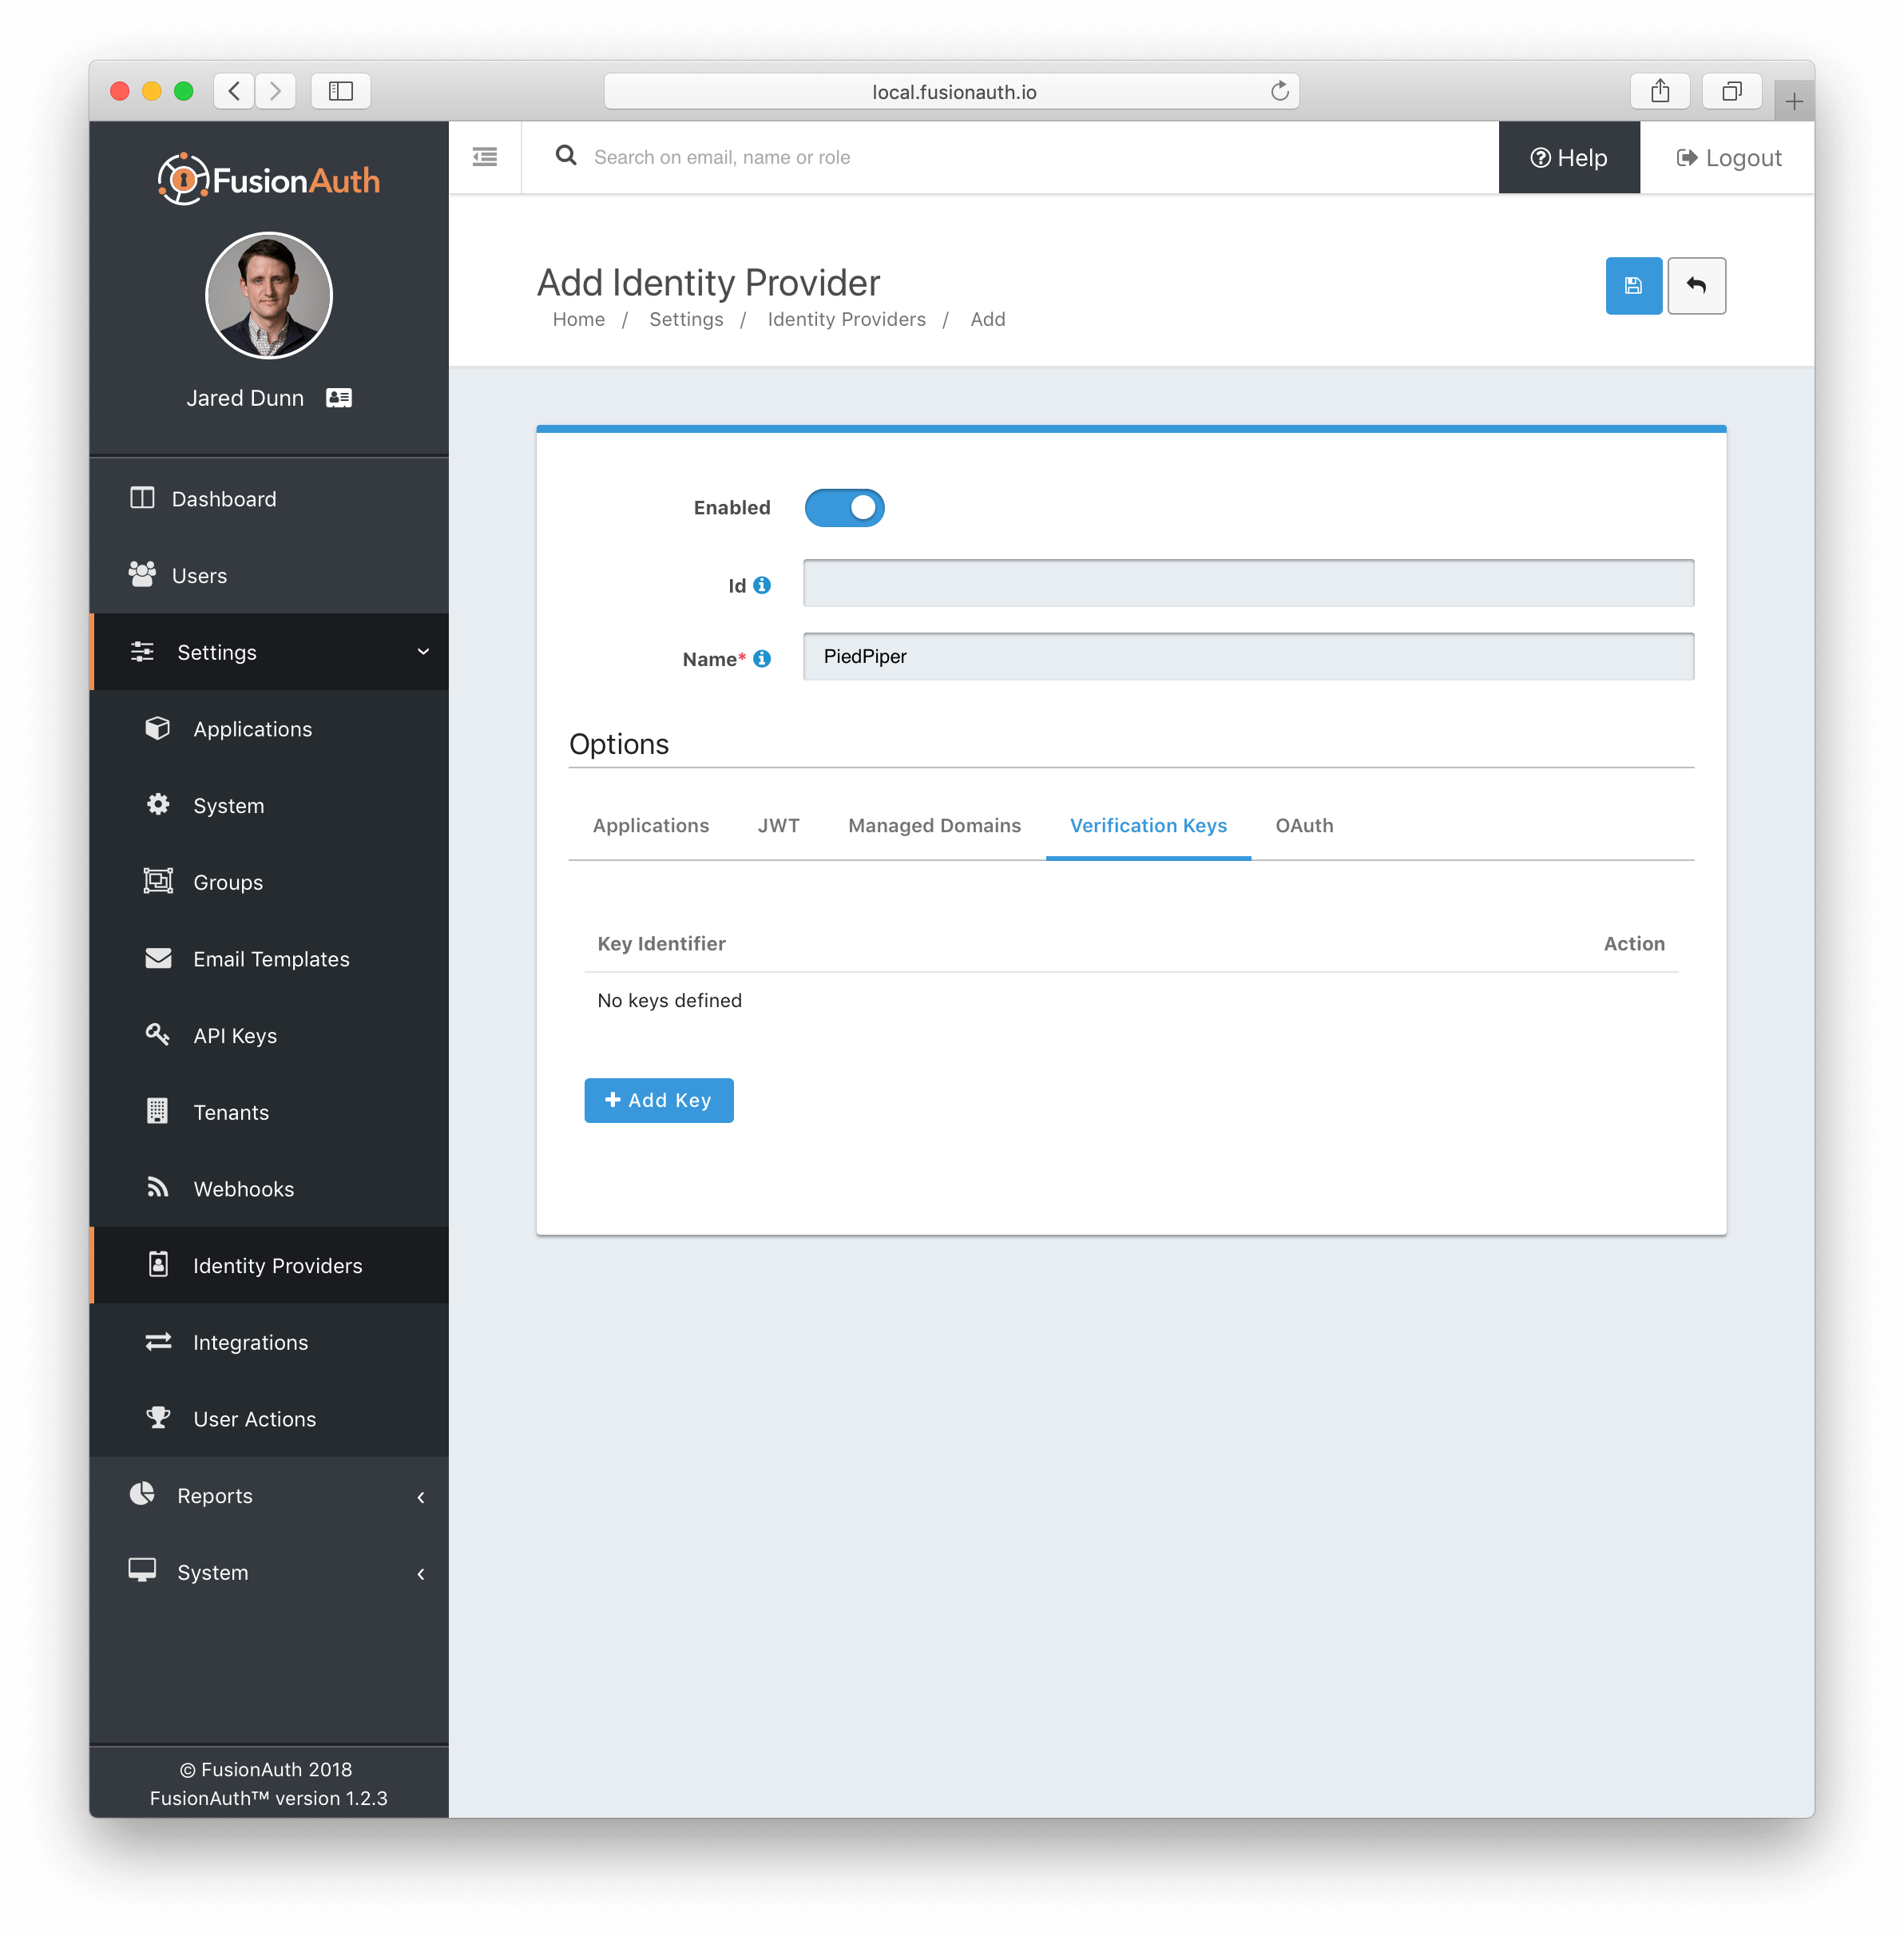 local.fusionauth.io
FusionAuth
Search on email, name or role
Help
Logout
Jared Dunn
Dashboard
Users
Settings
Applications
System
Groups
Email Templates
API Keys
Tenants
Webhooks
Identity Providers
Integrations
User Actions
Reports
System
© FusionAuth 2018
FusionAuth™ version 1.2.3
Add Identity Provider
Home / Settings / Identity Providers / Add
Enabled
Id
Name* PiedPiper
Options
Applications JWT Managed Domains Verification Keys OAuth
Key Identifier Action
No keys defined
Add Key